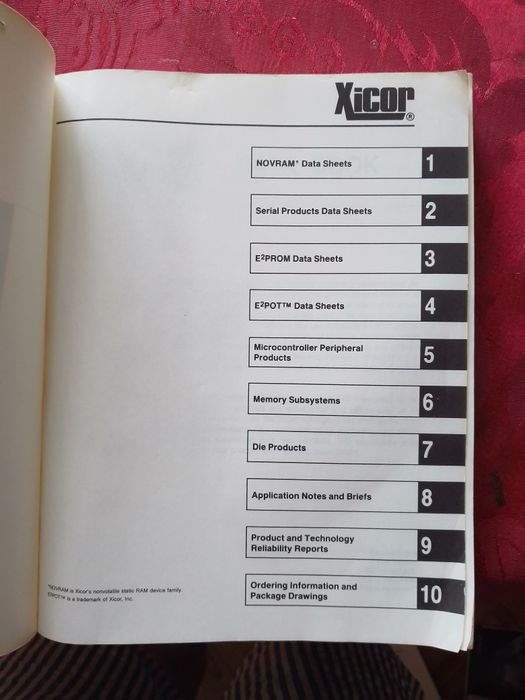 Xicor®
NOVRAM* Data Sheets 1
Serial Products Data Sheets 2
E²PROM Data Sheets 3
E²POT™ Data Sheets 4
Microcontroller Peripheral
Products 5
Memory Subsystems 6
Die Products 7
Application Notes and Briefs 8
Product and Technology
Reliability Reports 9
Ordering Information and
Package Drawings 10
*NOVRAM is Xicor's nonvolatile static RAM device family.
E²POT™ is a trademark of Xicor, Inc.